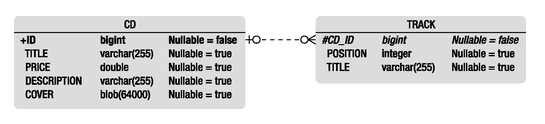 CD
+ID bigint Nullable = false
TITLE varchar(255) Nullable = true
PRICE double Nullable = true
DESCRIPTION varchar(255) Nullable = true
COVER blob(64000) Nullable = true
TRACK
#CD_ID bigint Nullable = false
POSITION integer Nullable = true
TITLE varchar(255) Nullable = true